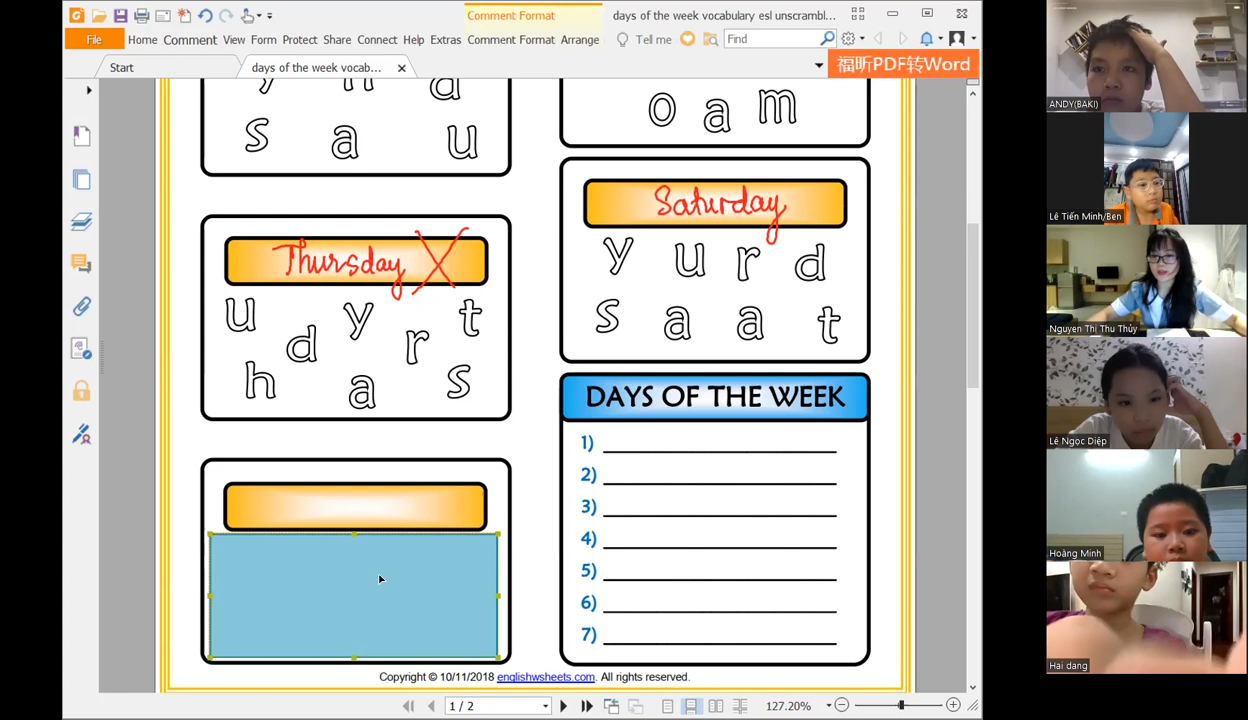 Comment Format
days of the week vocabulary esl unscrambl...
File Home Comment View Form Protect Share Connect Help Extras Comment Format Arrange Tell me Find
Start days of the week vocab... 福昕PDF转Word
s a u
o a m
Thursday X
u d y r t
h a s
Saturday
y u r d
s a a t
DAYS OF THE WEEK
1)
2)
3)
4)
5)
6)
7)
Copyright © 10/11/2018 englishwsheets.com. All rights reserved.
1 / 2 127.20%
ANDY(BAKI)
Lê Tiến Minh/Ben
Nguyen Thị Thu Thủy
Lê Ngọc Diệp
Hoàng Minh
Hai dang